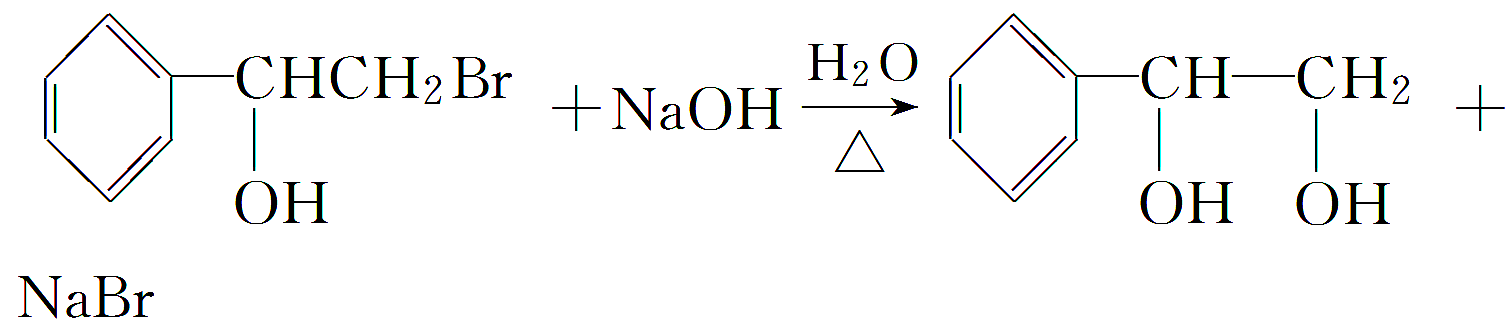 CHCH₂Br + NaOH H₂O △ CH CH₂ +
OH OH OH
NaBr